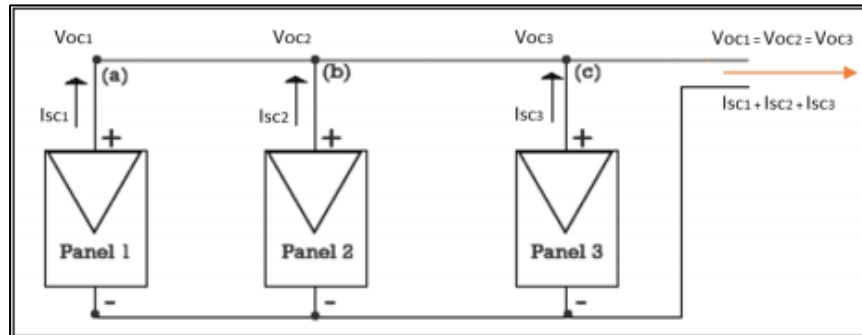 Voc1 Voc2 Voc3 Voc1 = Voc2 = Voc3
(a) (b) (c)
Isc1 Isc2 Isc3 Isc1 + Isc2 + Isc3
+ + +
Panel 1 Panel 2 Panel 3
- - -